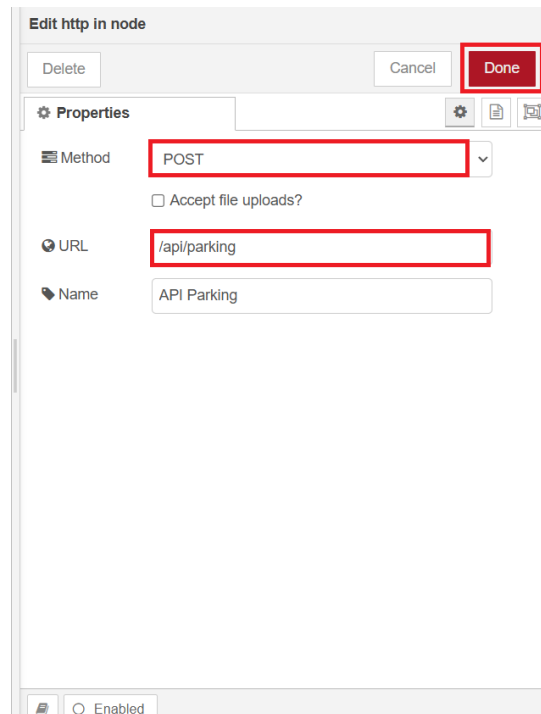 Edit http in node
Delete Cancel Done
Properties
Method POST
Accept file uploads?
URL /api/parking
Name API Parking
Enabled